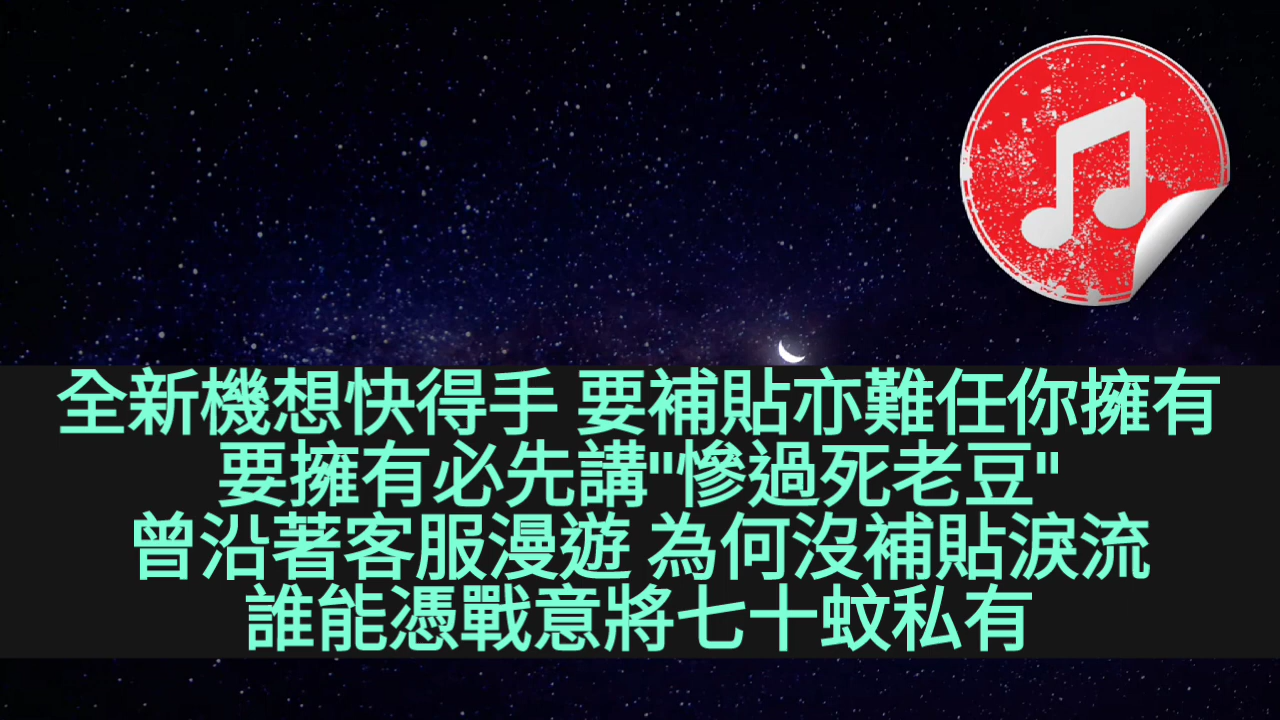 全新機想快得手 要補貼亦難任你擁有
要擁有必先講"慘過死老豆"
曾沿著客服漫遊 為何沒補貼淚流
誰能憑戰意將七十蚊私有